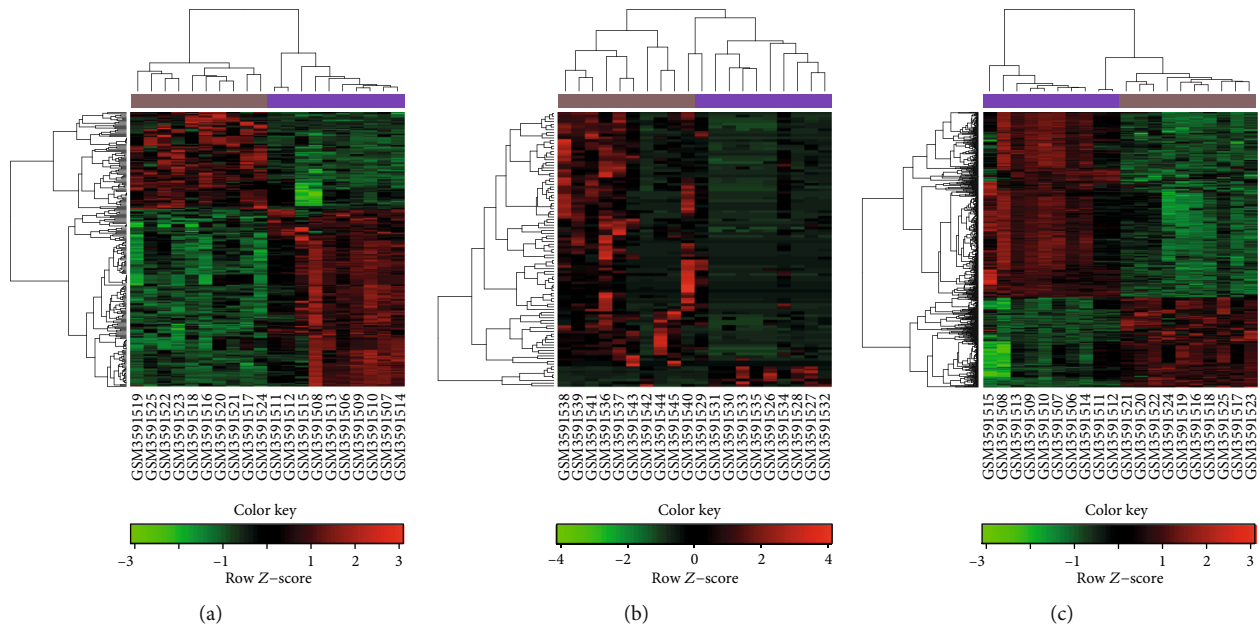 GSM3591519
GSM3591525
GSM3591522
GSM3591523
GSM3591518
GSM3591516
GSM3591520
GSM3591521
GSM3591517
GSM3591524
GSM3591511
GSM3591512
GSM3591515
GSM3591508
GSM3591513
GSM3591506
GSM3591509
GSM3591510
GSM3591507
GSM3591514
Color key
−3 −1 1 2 3
Row Z−score
(a)
GSM3591538
GSM3591539
GSM3591541
GSM3591536
GSM3591537
GSM3591543
GSM3591542
GSM3591544
GSM3591545
GSM3591540
GSM3591529
GSM3591531
GSM3591530
GSM3591533
GSM3591535
GSM3591526
GSM3591534
GSM3591528
GSM3591527
GSM3591532
Color key
−4 −2 0 2 4
Row Z−score
(b)
GSM3591515
GSM3591508
GSM3591513
GSM3591509
GSM3591510
GSM3591507
GSM3591506
GSM3591514
GSM3591511
GSM3591512
GSM3591521
GSM3591522
GSM3591524
GSM3591519
GSM3591516
GSM3591518
GSM3591520
GSM3591525
GSM3591517
GSM3591523
Color key
−3 −1 1 2 3
Row Z−score
(c)